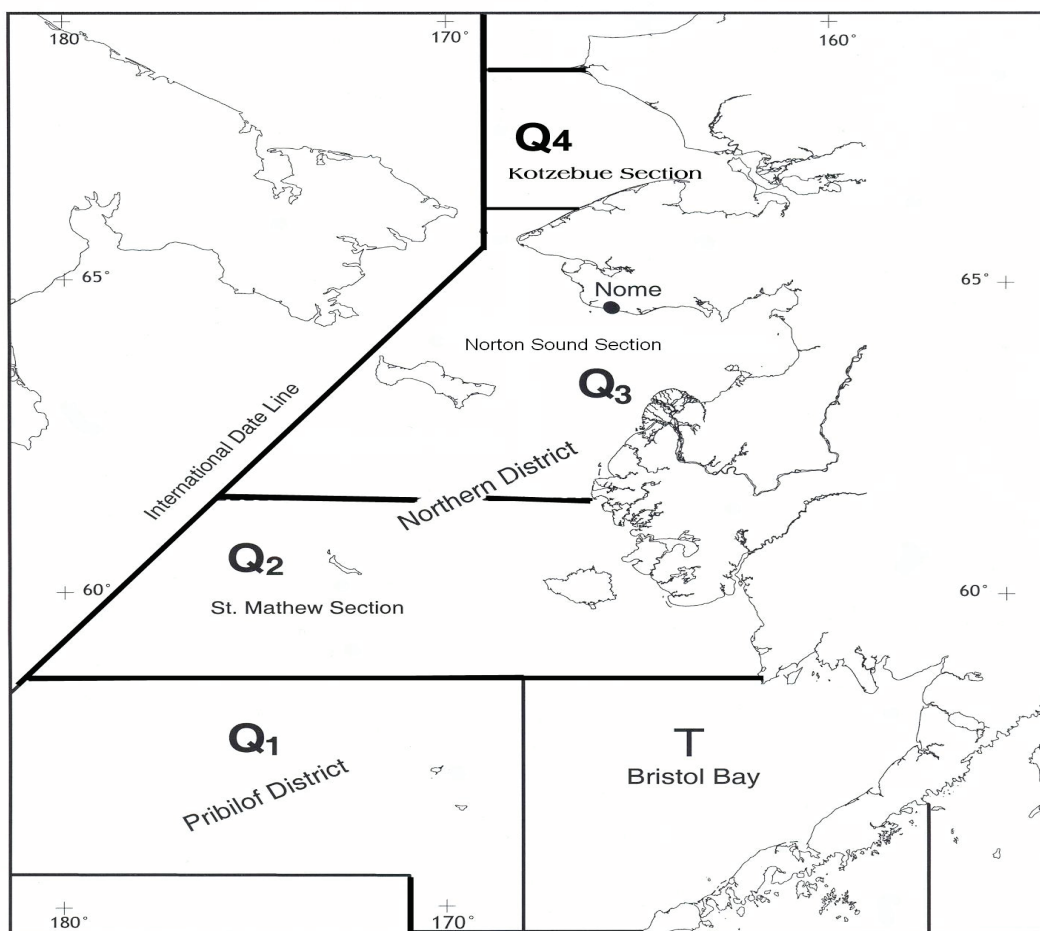 180°
170°
160°
Q4
Kotzebue Section
65°
65°
Nome
Norton Sound Section
Q3
International Date Line
Northern District
Q2
St. Mathew Section
60°
60°
Q1
Pribilof District
T
Bristol Bay
180°
170°